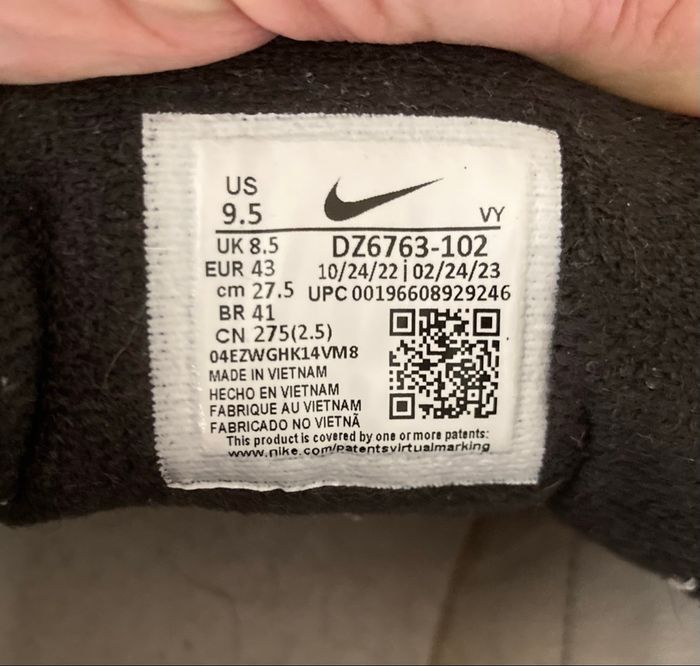 US
9.5
VY
UK 8.5
DZ6763-102
EUR 43
10/24/22 | 02/24/23
cm 27.5
UPC 00196608929246
BR 41
CN 275(2.5)
04EZWGHK14VM8
MADE IN VIETNAM
HECHO EN VIETNAM
FABRIQUE AU VIETNAM
FABRICADO NO VIETNÃ
This product is covered by one or more patents:
www.nike.com/patentsvirtualmarking